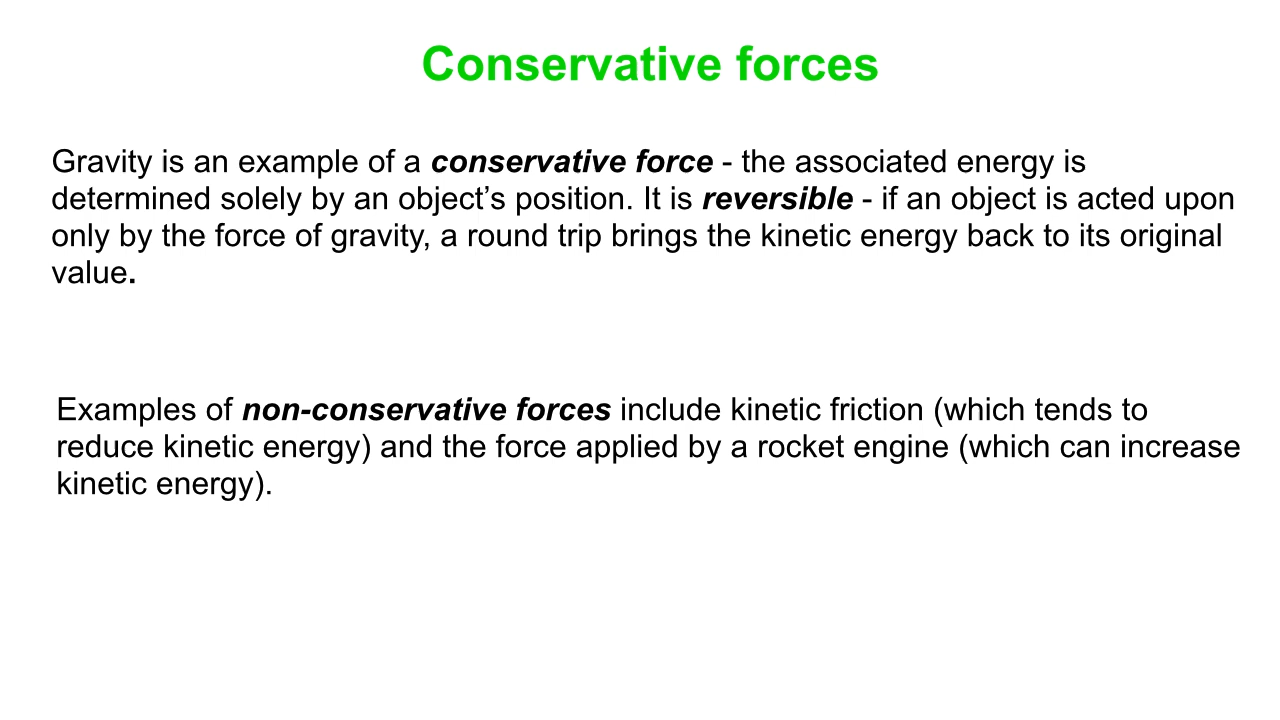 Conservative forces
Gravity is an example of a conservative force - the associated energy is
determined solely by an object’s position. It is reversible - if an object is acted upon
only by the force of gravity, a round trip brings the kinetic energy back to its original
value.
Examples of non-conservative forces include kinetic friction (which tends to
reduce kinetic energy) and the force applied by a rocket engine (which can increase
kinetic energy).